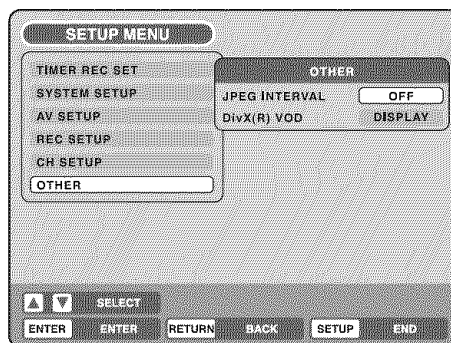 SETUP MENU
TIMER REC SET
SYSTEM SETUP
AV SETUP
REC SETUP
CH SETUP
OTHER
OTHER
JPEG INTERVAL OFF
DivX(R) VOD DISPLAY
SELECT
ENTER ENTER RETURN BACK SETUP END